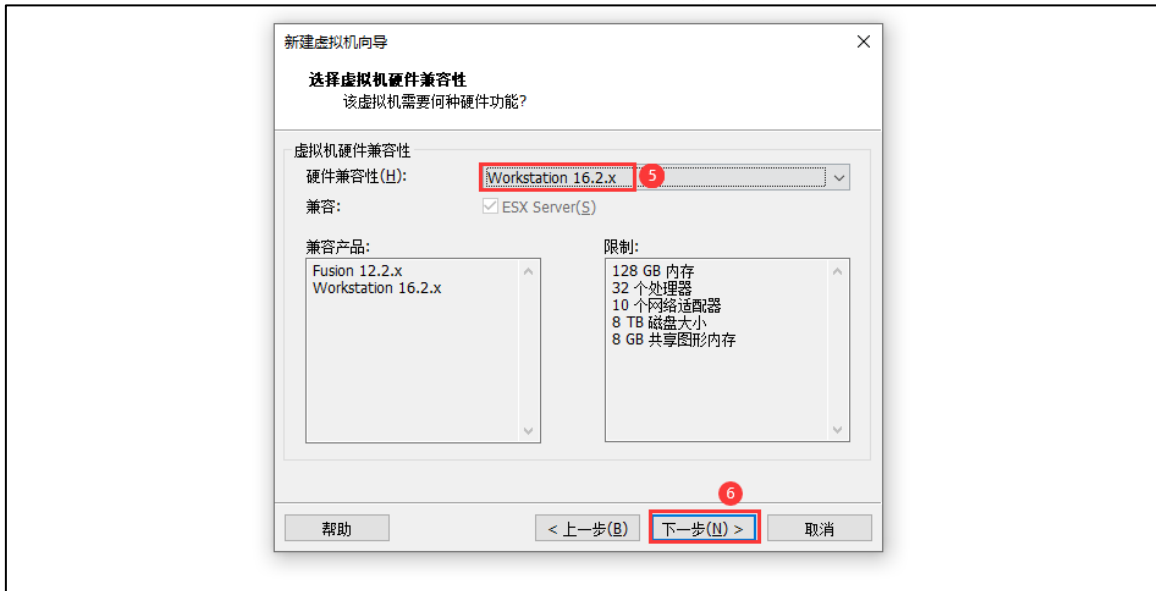 新建虚拟机向导
选择虚拟机硬件兼容性
该虚拟机需要何种硬件功能?
虚拟机硬件兼容性
硬件兼容性(H):
Workstation 16.2.x
5
兼容:
ESX Server(S)
兼容产品:
Fusion 12.2.x
Workstation 16.2.x
限制:
128 GB 内存
32 个处理器
10 个网络适配器
8 TB 磁盘大小
8 GB 共享图形内存
6
帮助
< 上一步(B)
下一步(N) >
取消